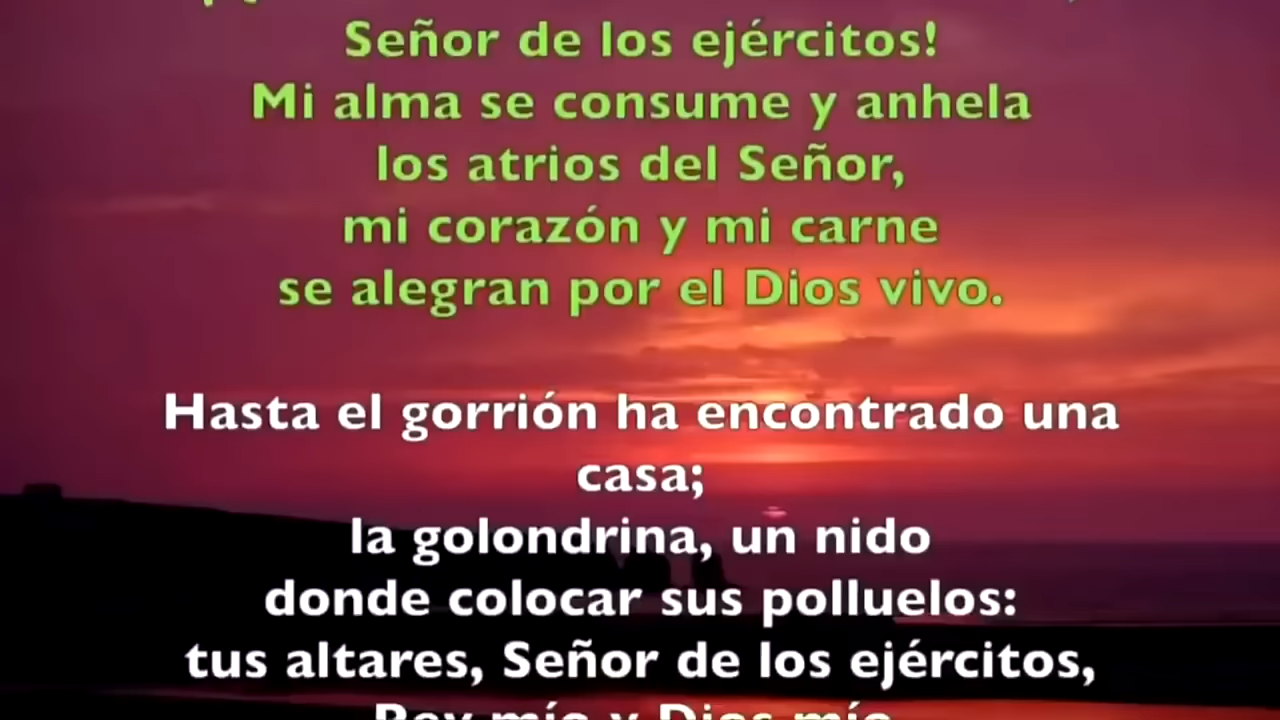 Señor de los ejércitos!
Mi alma se consume y anhela
los atrios del Señor,
mi corazón y mi carne
se alegran por el Dios vivo.
Hasta el gorrión ha encontrado una
casa;
la golondrina, un nido
donde colocar sus polluelos:
tus altares, Señor de los ejércitos,
Rey mío y Dios mío.